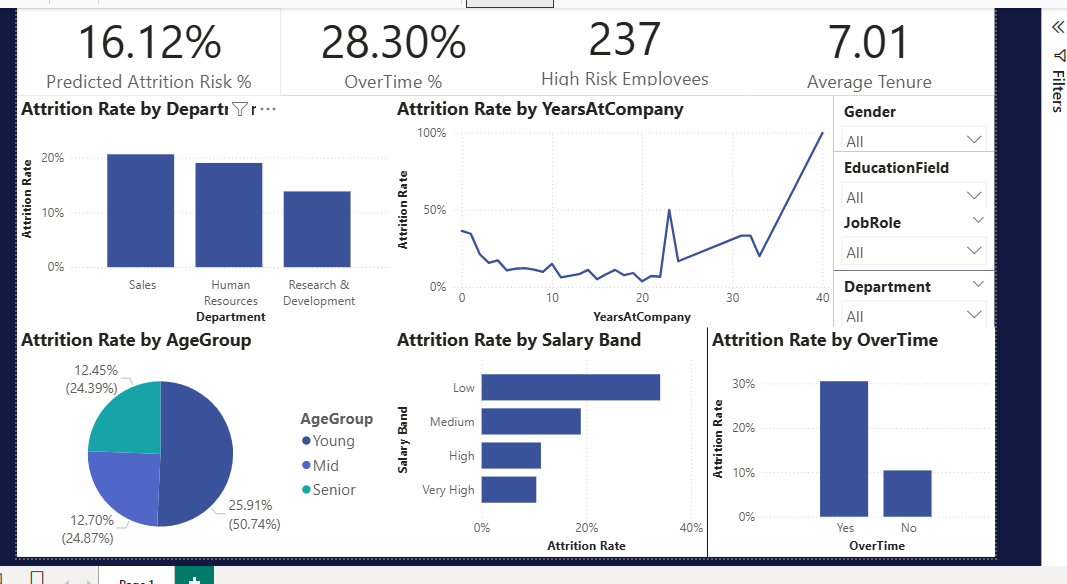 16.12%
Predicted Attrition Risk %
28.30%
OverTime %
237
High Risk Employees
7.01
Average Tenure
Filters
Attrition Rate by Departr r ...
20%
10%
0%
Attrition Rate
Sales
Human
Resources
Research &
Development
Department
Attrition Rate by YearsAtCompany
100%
50%
0%
Attrition Rate
0
10
20
30
40
YearsAtCompany
Gender
All
EducationField
All
JobRole
All
Department
All
Attrition Rate by AgeGroup
12.45%
(24.39%)
12.70%
(24.87%)
25.91%
(50.74%)
AgeGroup
Young
Mid
Senior
Attrition Rate by Salary Band
Salary Band
Low
Medium
High
Very High
0%
20%
40%
Attrition Rate
Attrition Rate by OverTime
30%
20%
10%
0%
Attrition Rate
Yes
No
OverTime
Page 1
+